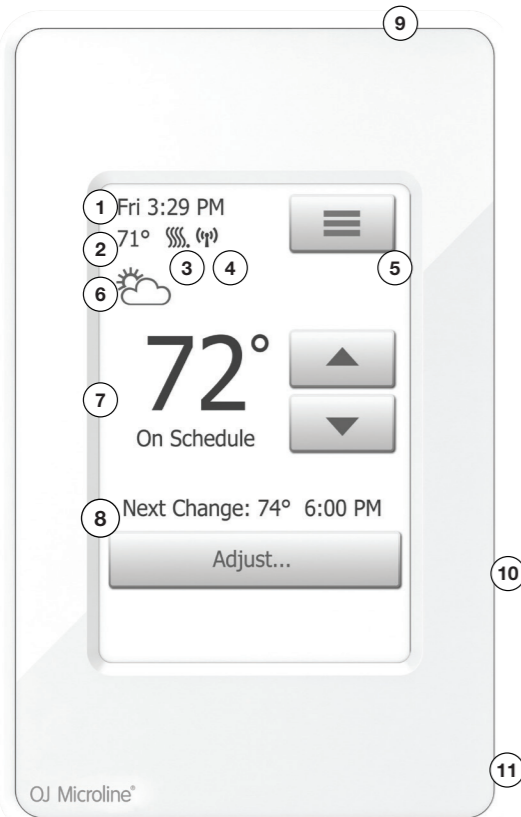 9
1 Fri 3:29 PM
2 71°
3 4
5
6
72°
7
On Schedule
8 Next Change: 74° 6:00 PM
Adjust...
10
11
OJ Microline®